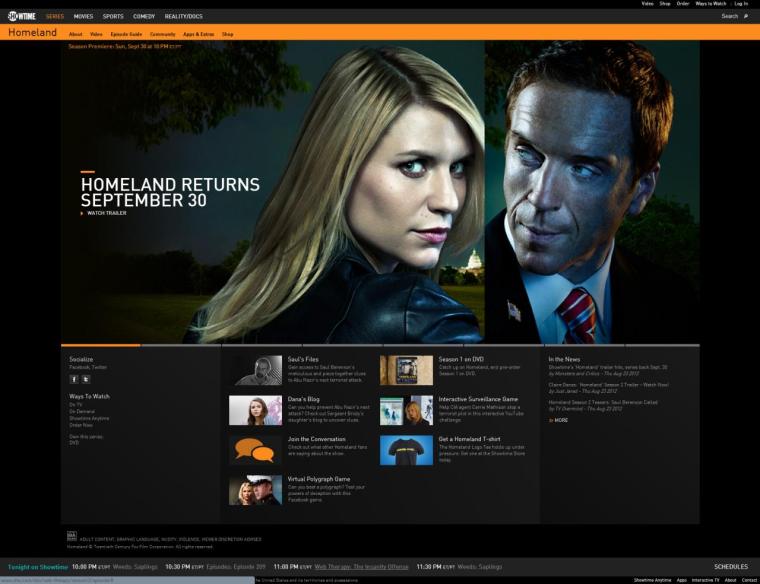 Video Shop Order Ways to Watch Log In
SHOWTIME SERIES MOVIES SPORTS COMEDY REALITY/DOCS Search
Homeland About Video Episode Guide Community Apps & Extras Shop
Season Premiere: Sun, Sept 30 at 10 PM ET/PT
HOMELAND RETURNS
SEPTEMBER 30
WATCH TRAILER
Socialize
Facebook, Twitter
Ways To Watch
On TV
On Demand
Showtime Anytime
Order Now
Own this series:
DVD
Saul's Files
Gain access to Saul Berenson's
meticulous and piece together clues
to Abu Nazir's next terrorist attack.
Dana's Blog
Can you help prevent Abu Nazir's next
attack? Check out Sergeant Brody's
daughter's blog to uncover clues.
Join the Conversation
Check out what other Homeland fans
are saying about the show.
Virtual Polygraph Game
Can you beat a polygraph? Test your
powers of deception with this
Facebook game.
Season 1 on DVD
Catch up on Homeland, and pre-order
Season 1 on DVD.
Interactive Surveillance Game
Help CIA agent Carrie Mathison stop a
terrorist plot in this interactive YouTube
challenge.
Get a Homeland T-shirt
The Homeland Logo Tee holds up under
pressure. Get one at the Showtime Store
today.
In the News
Showtime's 'Homeland' trailer hits, series back Sept. 30
by Monsters and Critics - Thu Aug 23 2012
Claire Danes: 'Homeland' Season 2 Trailer - Watch Now!
by Just Jared - Thu Aug 23 2012
Homeland Season 2 Teasers: Saul Berenson Called
by TV Overmind - Thu Aug 23 2012
MORE
MA ADULT CONTENT, GRAPHIC LANGUAGE, NUDITY, VIOLENCE, VIEWER DISCRETION ADVISED
Homeland © Twentieth Century Fox Film Corporation. All rights reserved.
Tonight on Showtime 10:00 PM ET/PT Weeds: Saplings 10:30 PM ET/PT Episodes: Episode 209 11:00 PM ET/PT Web Therapy: The Insanity Offense 11:30 PM ET/PT Weeds: Saplings SCHEDULES
the United States and its territories and possessions Showtime Anytime Apps Interactive TV About Contact